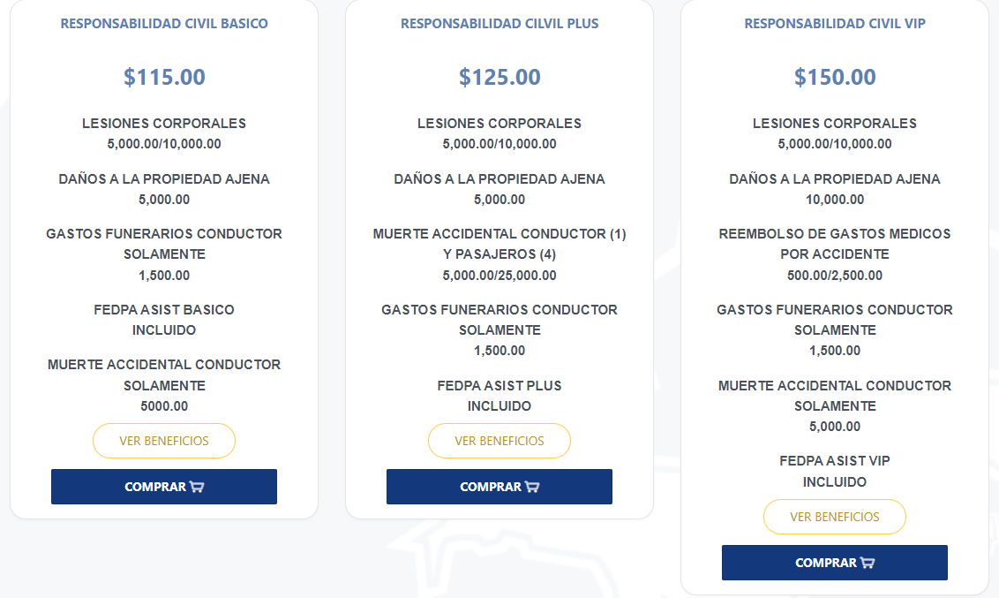 RESPONSABILIDAD CIVIL BASICO
$115.00
LESIONES CORPORALES
5,000.00/10,000.00
DAÑOS A LA PROPIEDAD AJENA
5,000.00
GASTOS FUNERARIOS CONDUCTOR
SOLAMENTE
1,500.00
FEDPA ASIST BASICO
INCLUIDO
MUERTE ACCIDENTAL CONDUCTOR
SOLAMENTE
5000.00
VER BENEFICIOS
COMPRAR
RESPONSABILIDAD CILVIL PLUS
$125.00
LESIONES CORPORALES
5,000.00/10,000.00
DAÑOS A LA PROPIEDAD AJENA
5,000.00
MUERTE ACCIDENTAL CONDUCTOR (1)
Y PASAJEROS (4)
5,000.00/25,000.00
GASTOS FUNERARIOS CONDUCTOR
SOLAMENTE
1,500.00
FEDPA ASIST PLUS
INCLUIDO
VER BENEFICIOS
COMPRAR
RESPONSABILIDAD CIVIL VIP
$150.00
LESIONES CORPORALES
5,000.00/10,000.00
DAÑOS A LA PROPIEDAD AJENA
10,000.00
REEMBOLSO DE GASTOS MEDICOS
POR ACCIDENTE
500.00/2,500.00
GASTOS FUNERARIOS CONDUCTOR
SOLAMENTE
1,500.00
MUERTE ACCIDENTAL CONDUCTOR
SOLAMENTE
5,000.00
FEDPA ASIST VIP
INCLUIDO
VER BENEFICIOS
COMPRAR